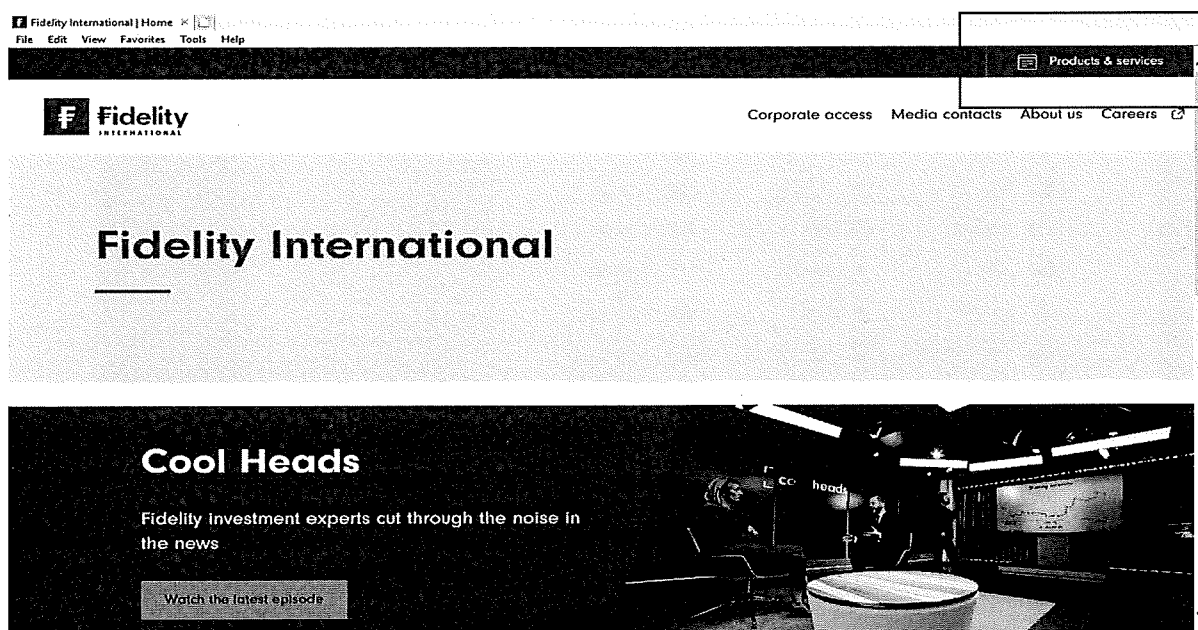 Fidelity International | Home
File Edit View Favorites Tools Help
Products & services
Fidelity
INTERNATIONAL
Corporate access Media contacts About us Careers
Fidelity International
Cool Heads
Fidelity investment experts cut through the noise in
the news
Watch the latest episode
heads